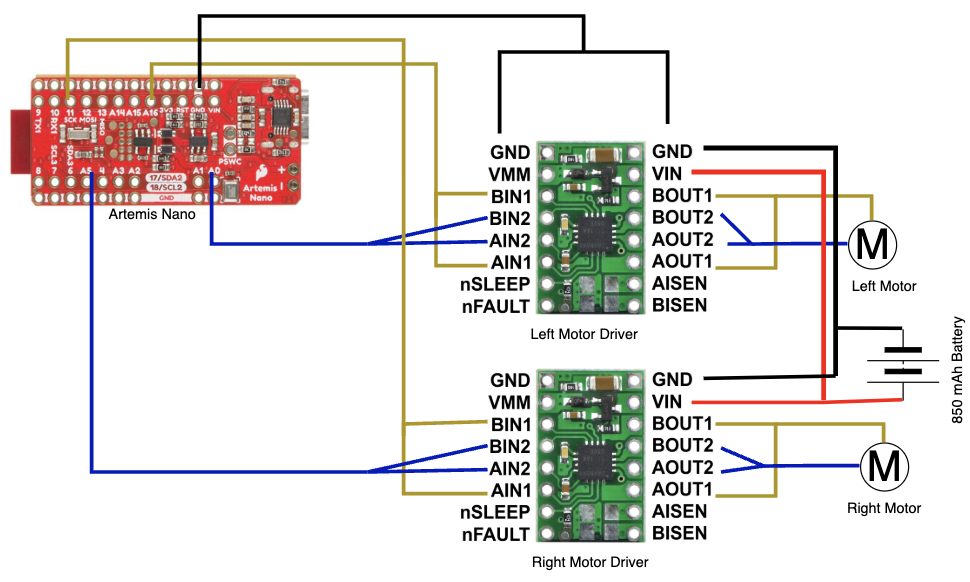 9 10 11 12 13 A14 A15 A16 3V3 RST GND VIN
TX1 RX1 SCK MOSI MISO
PSWC
SCL3 SDA3
8 7 A5 4 A3 A2 A1 A0
17/SDA2
18/SCL2
GND
+
-
Artemis
Nano
Artemis Nano
GND
VMM
BIN1
BIN2
AIN2
AIN1
nSLEEP
nFAULT
GND
VIN
BOUT1
BOUT2
AOUT2
AOUT1
AISEN
BISEN
Left Motor Driver
M
Left Motor
850 mAh Battery
GND
VMM
BIN1
BIN2
AIN2
AIN1
nSLEEP
nFAULT
GND
VIN
BOUT1
BOUT2
AOUT2
AOUT1
AISEN
BISEN
Right Motor Driver
M
Right Motor